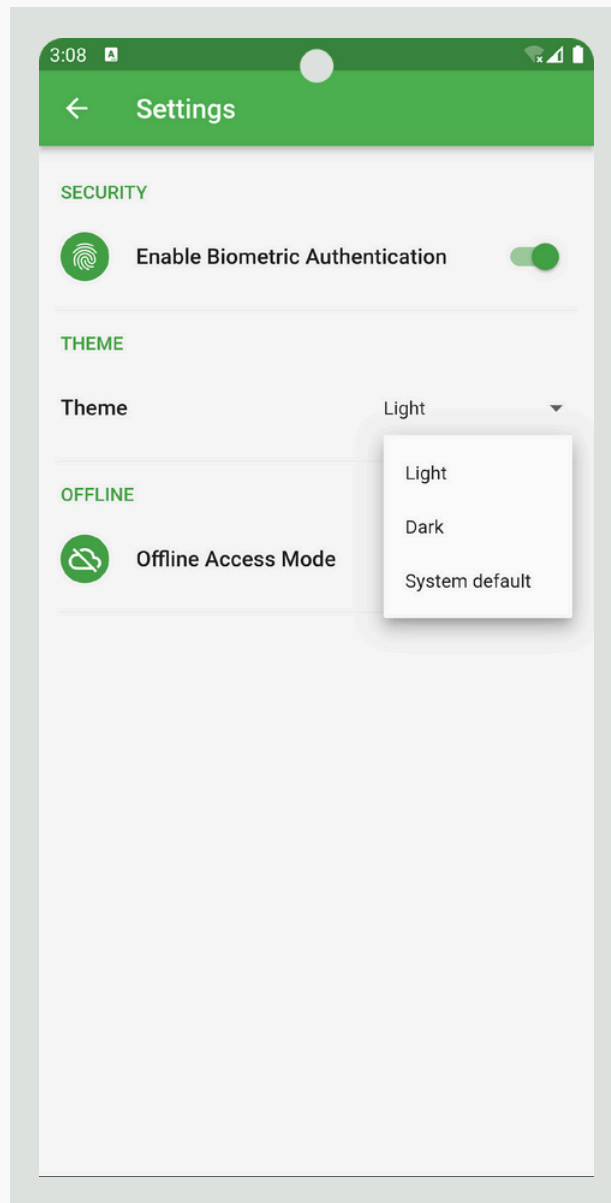 3:08 A
Settings
SECURITY
Enable Biometric Authentication
THEME
Theme
Light
Light
Dark
System default
OFFLINE
Offline Access Mode